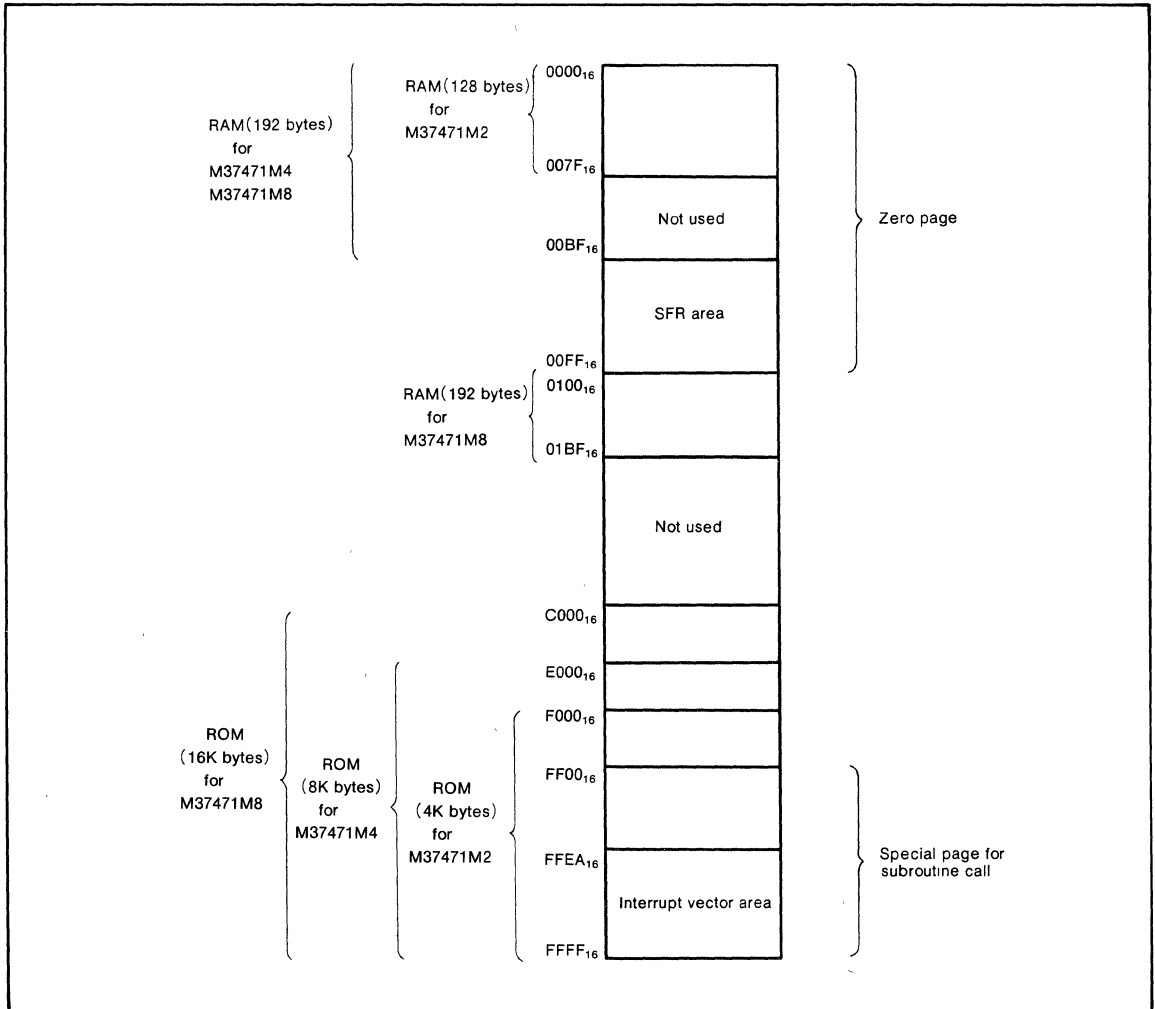 RAM(192 bytes)
for
M37471M4
M37471M8
RAM(128 bytes)
for
M37471M2
0000₁₆
007F₁₆
Not used
00BF₁₆
SFR area
00FF₁₆
Zero page
RAM(192 bytes)
for
M37471M8
0100₁₆
01BF₁₆
Not used
C000₁₆
E000₁₆
F000₁₆
FF00₁₆
FFEA₁₆
Interrupt vector area
FFFF₁₆
ROM
(16K bytes)
for
M37471M8
ROM
(8K bytes)
for
M37471M4
ROM
(4K bytes)
for
M37471M2
Special page for
subroutine call